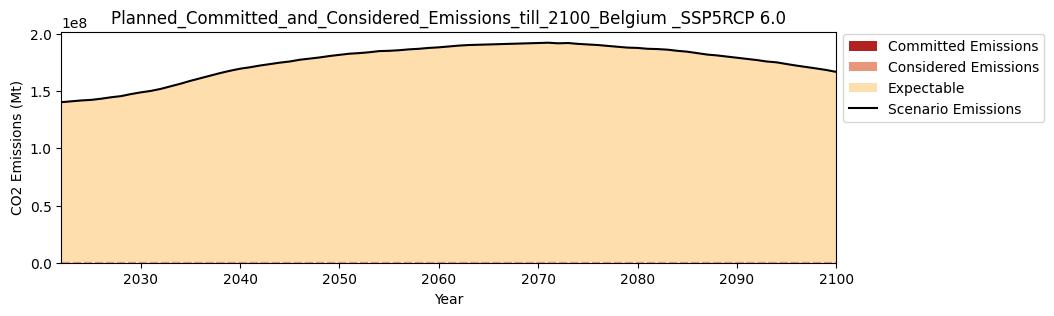 Planned_Committed_and_Considered_Emissions_till_2100_Belgium _SSP5RCP 6.0
1e8
2.0
1.5
1.0
0.5
0.0
CO2 Emissions (Mt)
2030 2040 2050 2060 2070 2080 2090 2100
Year
Committed Emissions
Considered Emissions
Expectable
Scenario Emissions